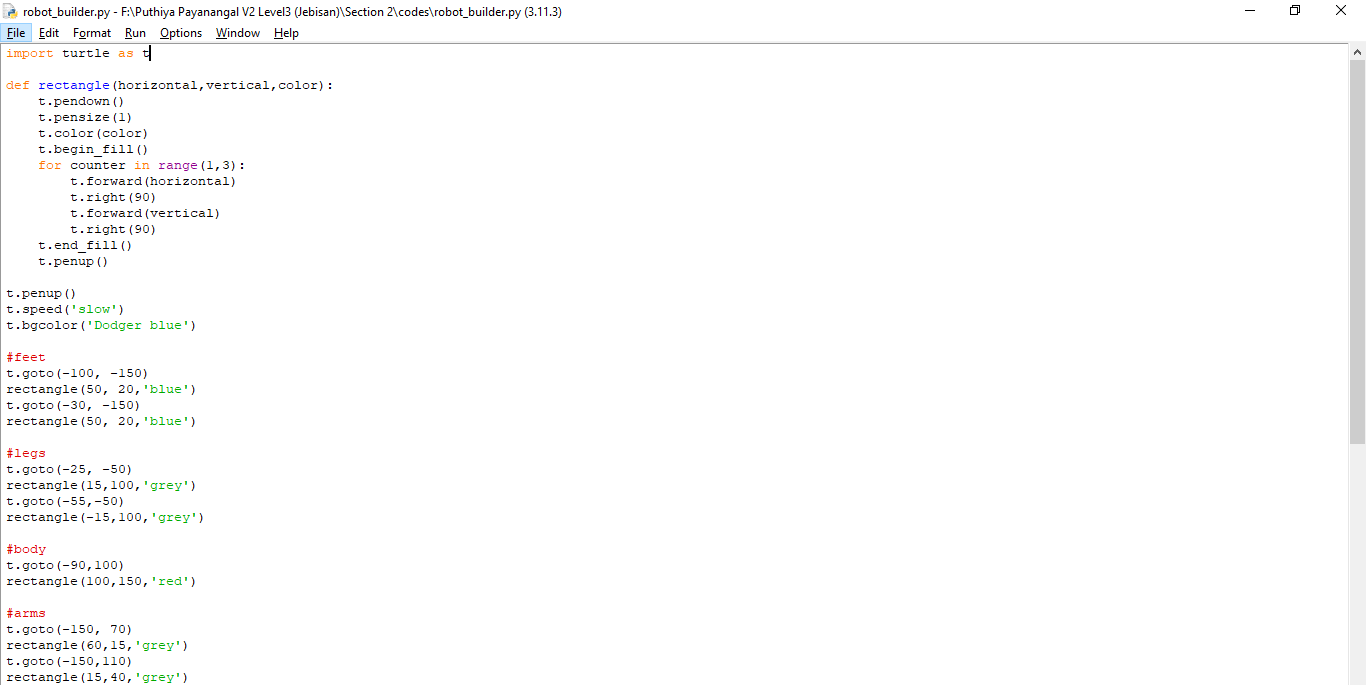 robot_builder.py - F:\Puthiya Payanangal V2 Level3 (Jebisan)\Section 2\codes\robot_builder.py (3.11.3)
File Edit Format Run Options Window Help
import turtle as t
def rectangle(horizontal,vertical,color):
    t.pendown()
    t.pensize(1)
    t.color(color)
    t.begin_fill()
    for counter in range(1,3):
        t.forward(horizontal)
        t.right(90)
        t.forward(vertical)
        t.right(90)
    t.end_fill()
    t.penup()
t.penup()
t.speed('slow')
t.bgcolor('Dodger blue')
#feet
t.goto(-100, -150)
rectangle(50, 20,'blue')
t.goto(-30, -150)
rectangle(50, 20,'blue')
#legs
t.goto(-25, -50)
rectangle(15,100,'grey')
t.goto(-55,-50)
rectangle(-15,100,'grey')
#body
t.goto(-90,100)
rectangle(100,150,'red')
#arms
t.goto(-150, 70)
rectangle(60,15,'grey')
t.goto(-150,110)
rectangle(15,40,'grey')